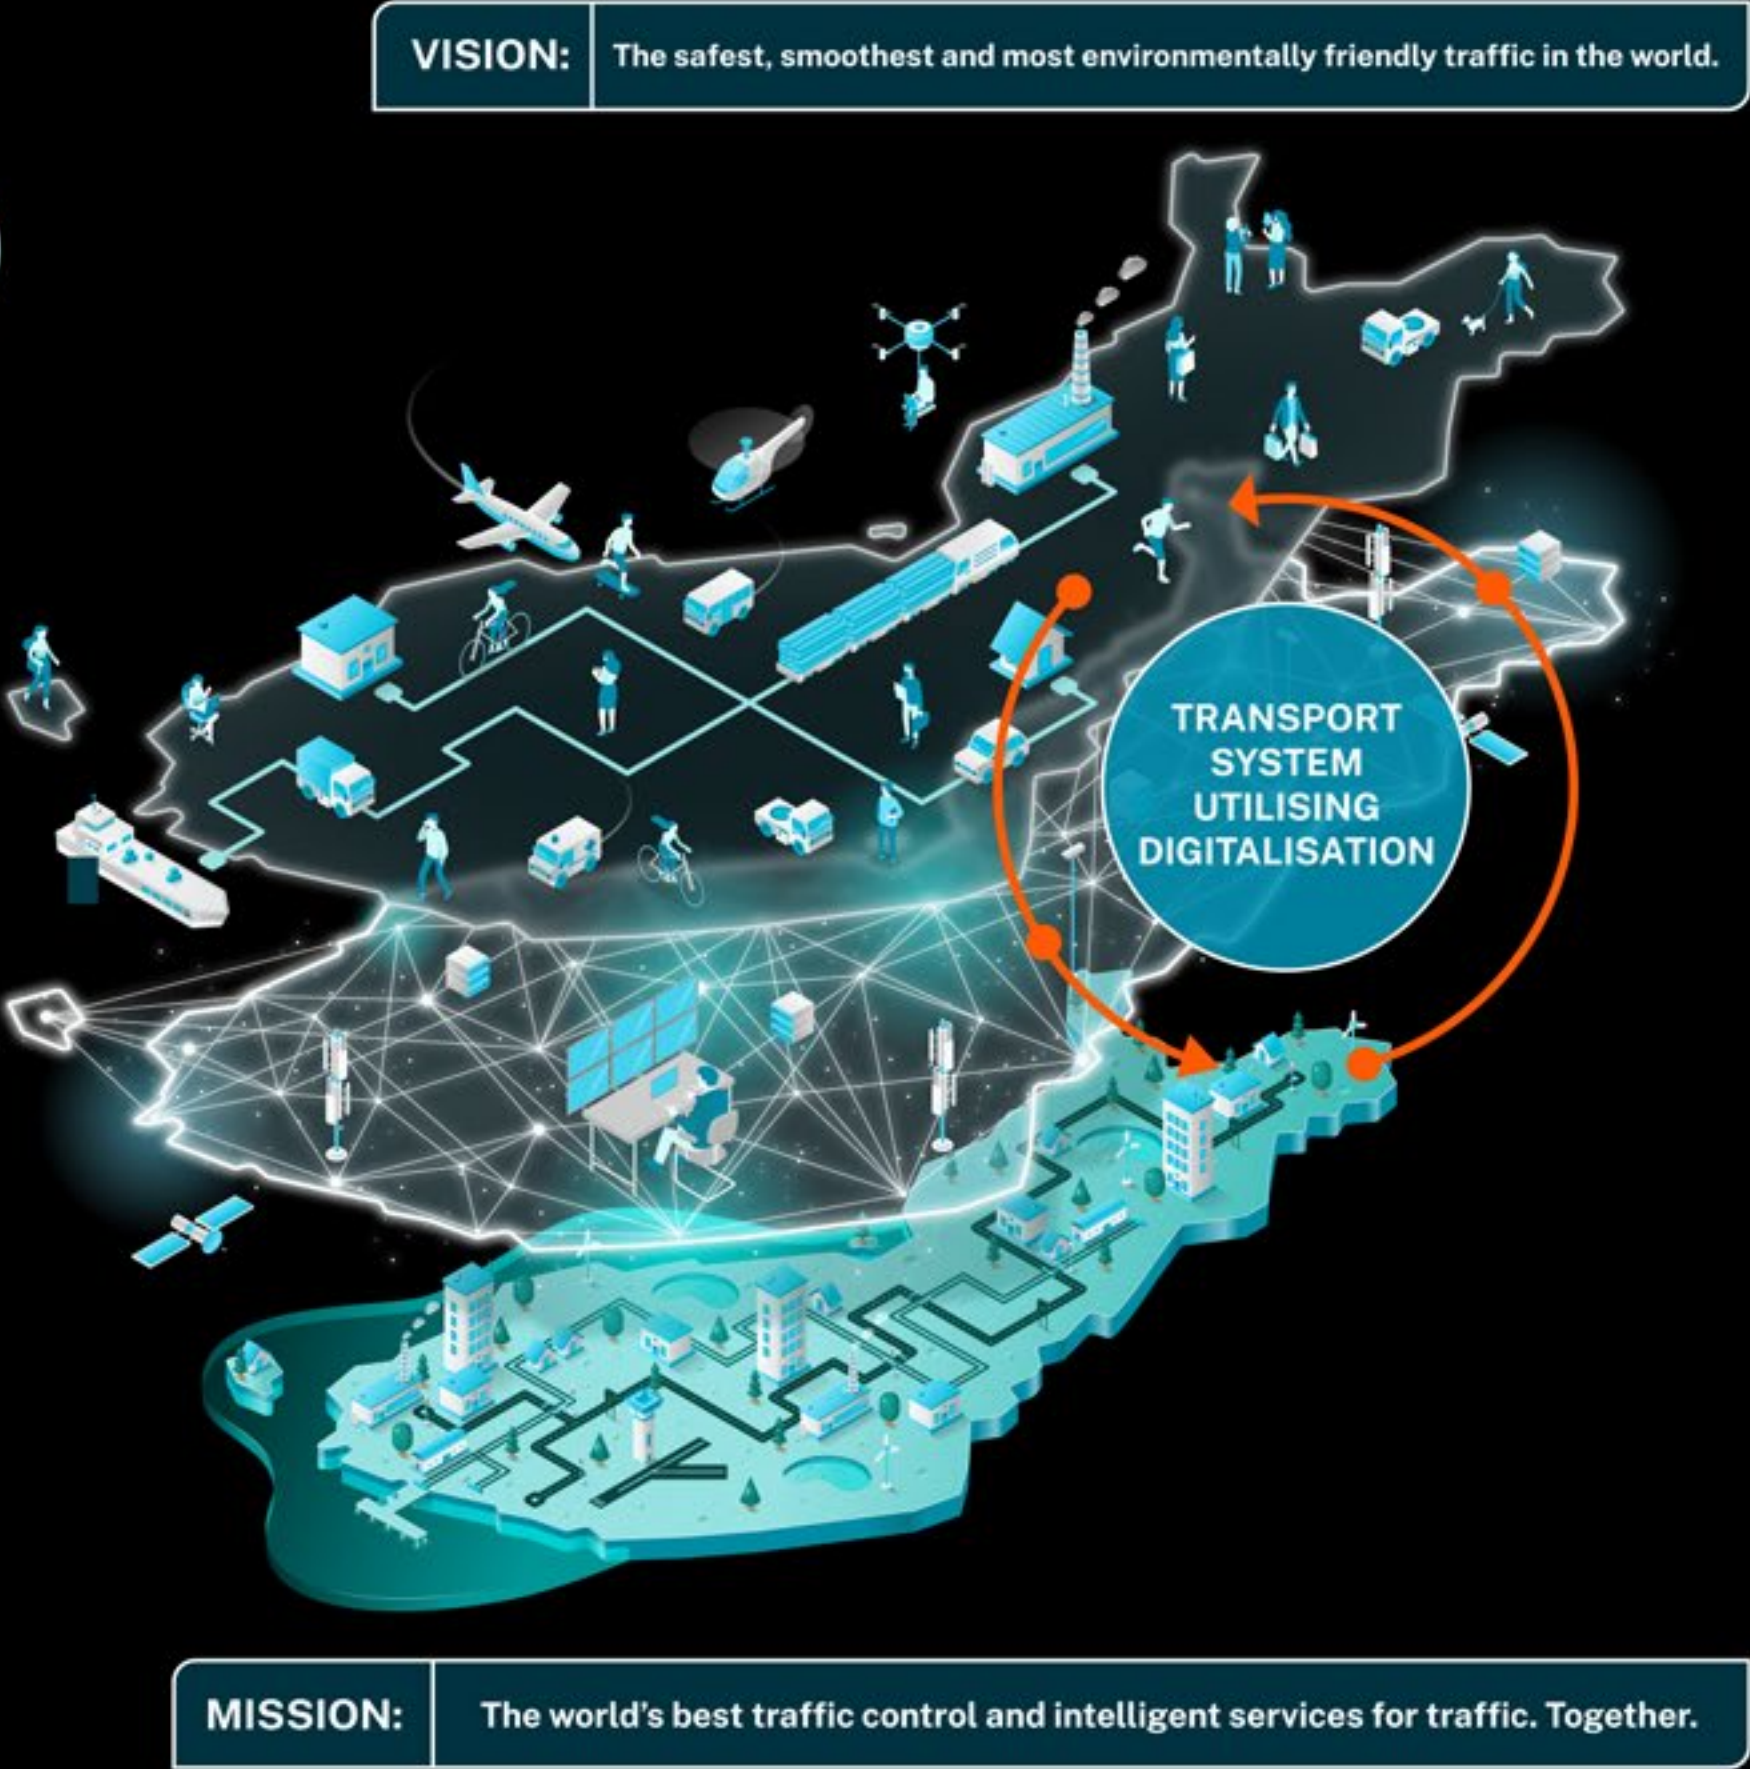 VISION:
The safest, smoothest and most environmentally friendly traffic in the world.
TRANSPORT
SYSTEM
UTILISING
DIGITALISATION
MISSION:
The world's best traffic control and intelligent services for traffic. Together.